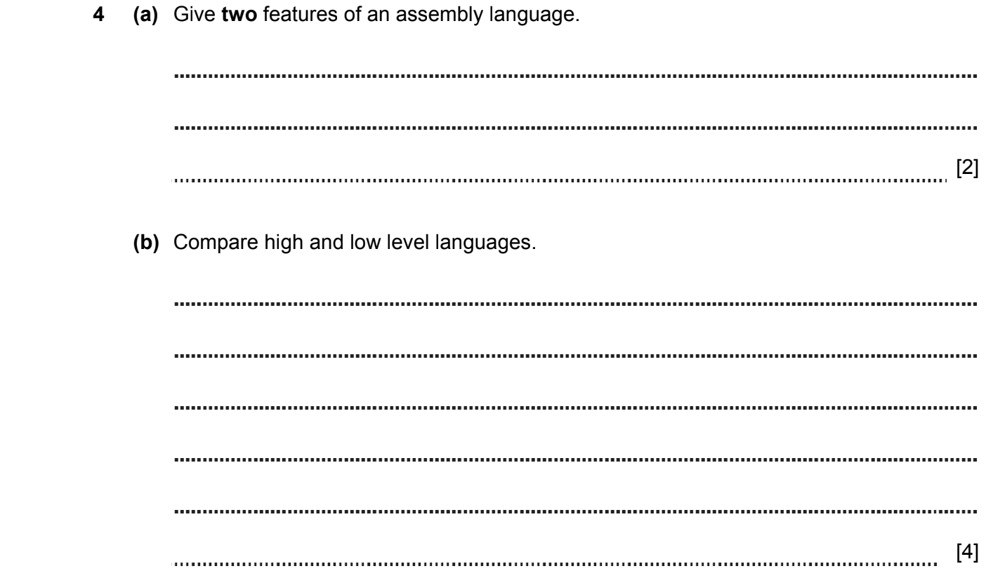 4 (a) Give two features of an assembly language.
[2]
(b) Compare high and low level languages.
[4]